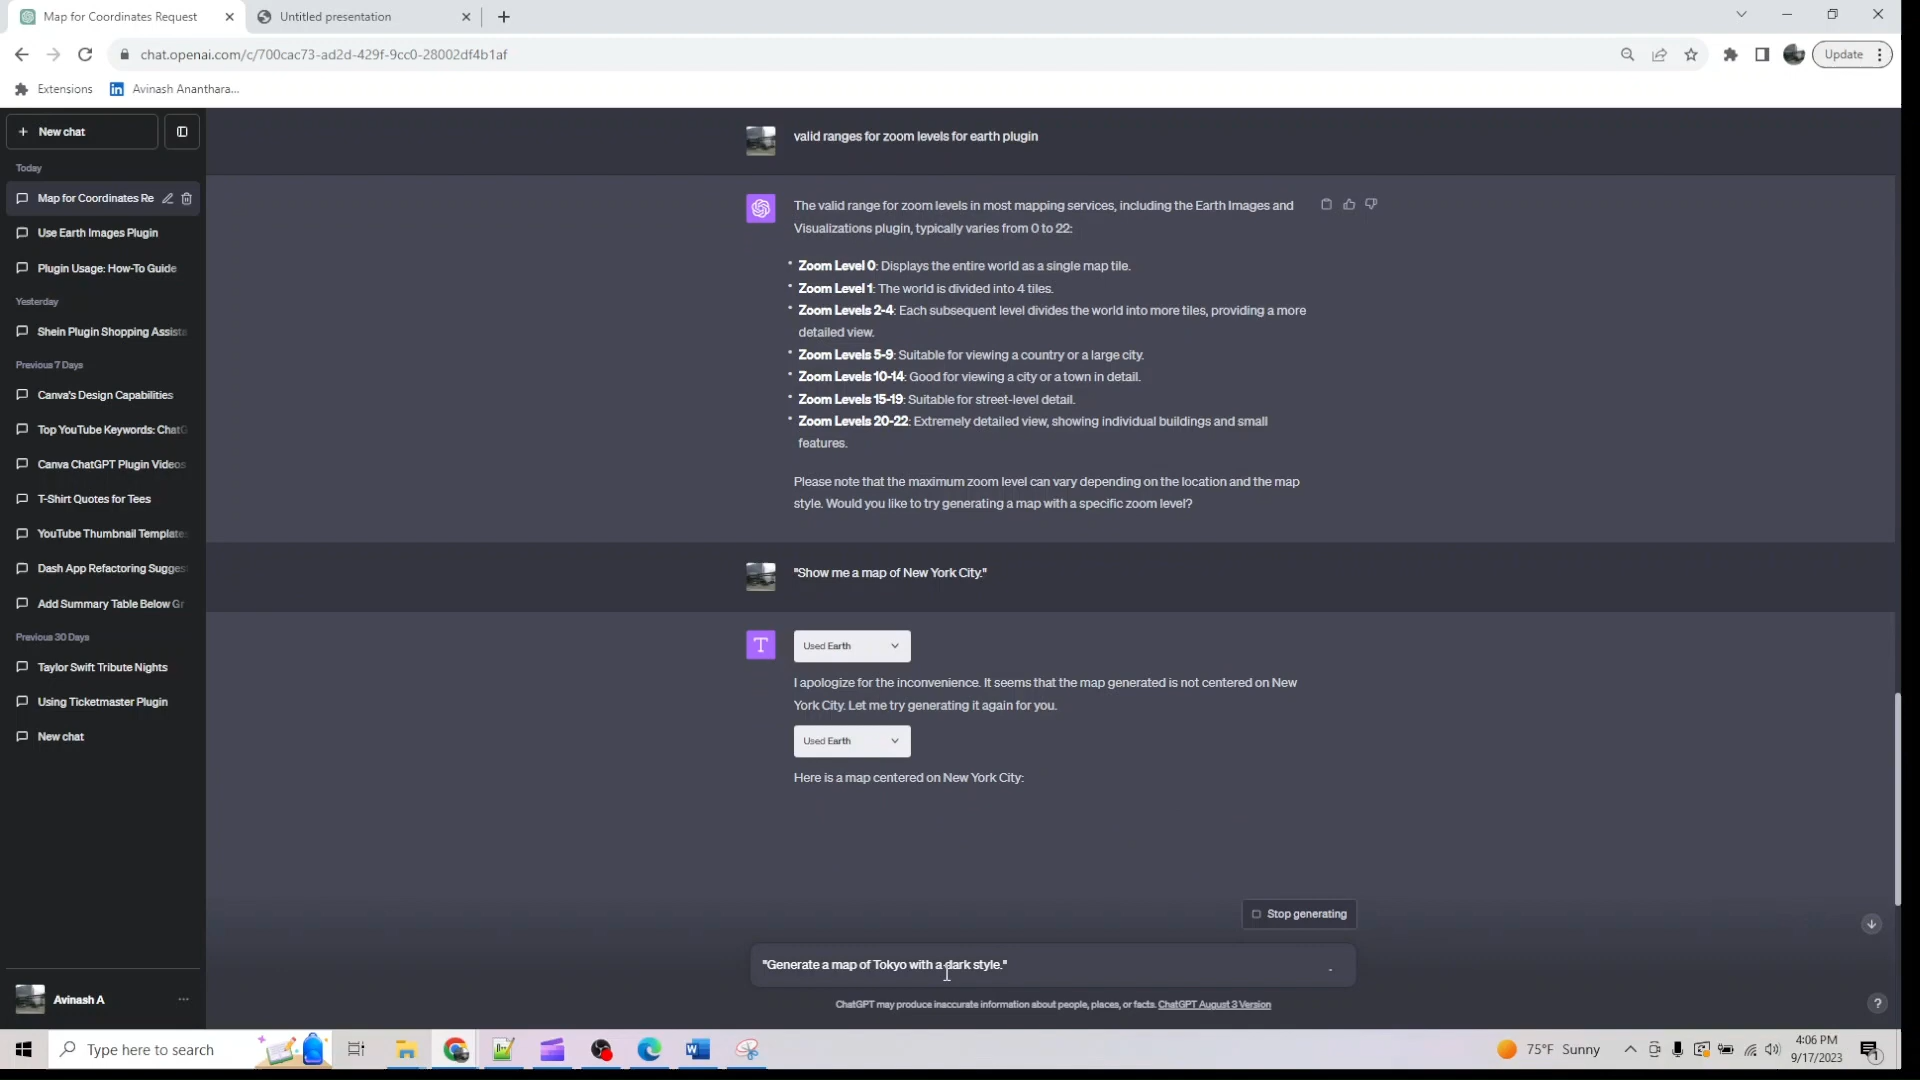 Map for Coordinates Request
Untitled presentation
chat.openai.com/c/700cac73-ad2d-429f-9cc0-28002df4b1af
Update
Extensions
Avinash Ananthara...
New chat
Today
Map for Coordinates Re
Use Earth Images Plugin
Plugin Usage: How-To Guide
Yesterday
Shein Plugin Shopping Assista
Previous 7 Days
Canva's Design Capabilities
Top YouTube Keywords: ChatG
Canva ChatGPT Plugin Videos
T-Shirt Quotes for Tees
YouTube Thumbnail Templates
Dash App Refactoring Sugges
Add Summary Table Below Gr
Previous 30 Days
Taylor Swift Tribute Nights
Using Ticketmaster Plugin
New chat
Avinash A
valid ranges for zoom levels for earth plugin
The valid range for zoom levels in most mapping services, including the Earth Images and
Visualizations plugin, typically varies from 0 to 22:
• Zoom Level 0: Displays the entire world as a single map tile.
• Zoom Level 1: The world is divided into 4 tiles.
• Zoom Levels 2-4: Each subsequent level divides the world into more tiles, providing a more
detailed view.
• Zoom Levels 5-9: Suitable for viewing a country or a large city.
• Zoom Levels 10-14: Good for viewing a city or a town in detail.
• Zoom Levels 15-19: Suitable for street-level detail.
• Zoom Levels 20-22: Extremely detailed view, showing individual buildings and small
features.
Please note that the maximum zoom level can vary depending on the location and the map
style. Would you like to try generating a map with a specific zoom level?
"Show me a map of New York City."
T
Used Earth
I apologize for the inconvenience. It seems that the map generated is not centered on New
York City. Let me try generating it again for you.
Used Earth
Here is a map centered on New York City:
Stop generating
"Generate a map of Tokyo with a dark style."
ChatGPT may produce inaccurate information about people, places, or facts. ChatGPT August 3 Version
?
Type here to search
75°F Sunny
4:06 PM
9/17/2023
1